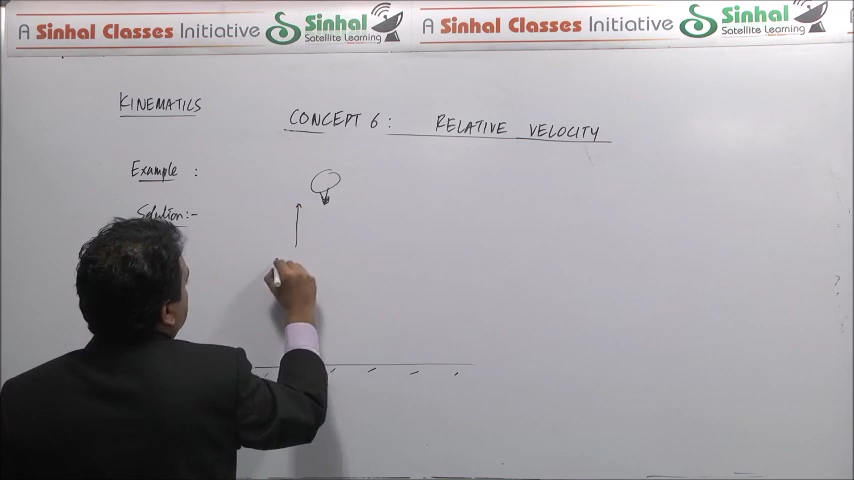 A Sinhal Classes Initiative Sinhal Satellite Learning A Sinhal Classes Initiative Sinhal Satellite Learning A
KINEMATICS
CONCEPT 6: RELATIVE VELOCITY
Example :
Solution:-
?